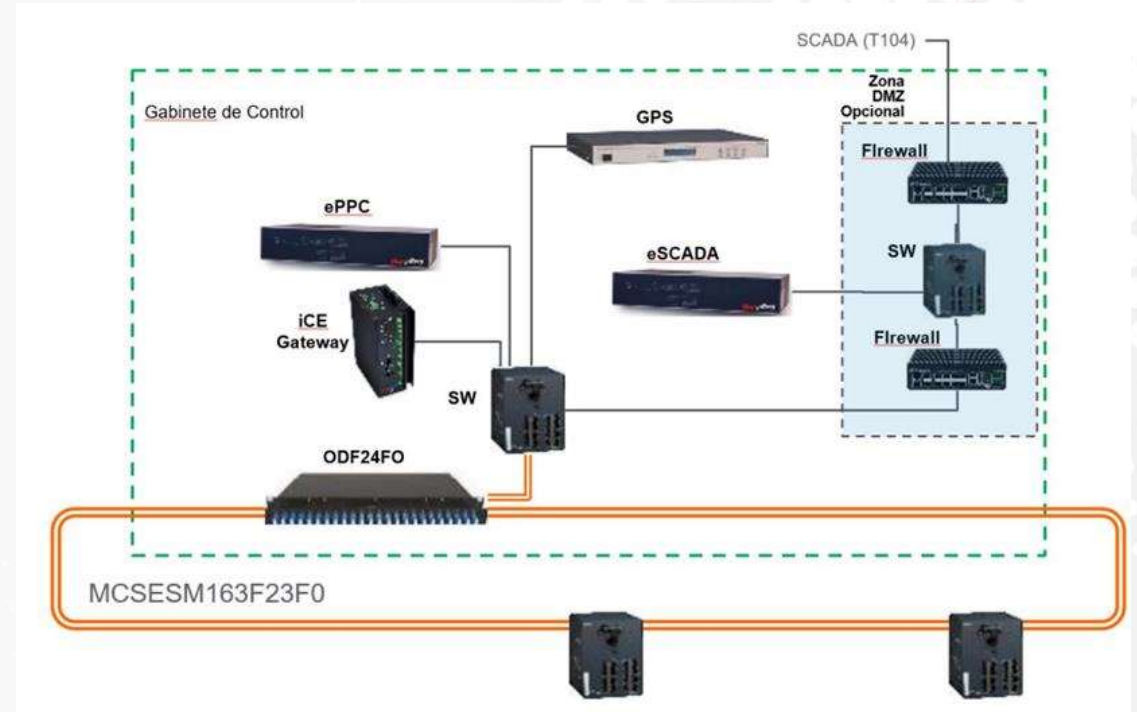 SCADA (T104)
Zona
DMZ
Opcional
Gabinete de Control
GPS
FIrewall
ePPC
SW
eSCADA
iCE
Gateway
FIrewall
SW
ODF24FO
MCSESM163F23F0